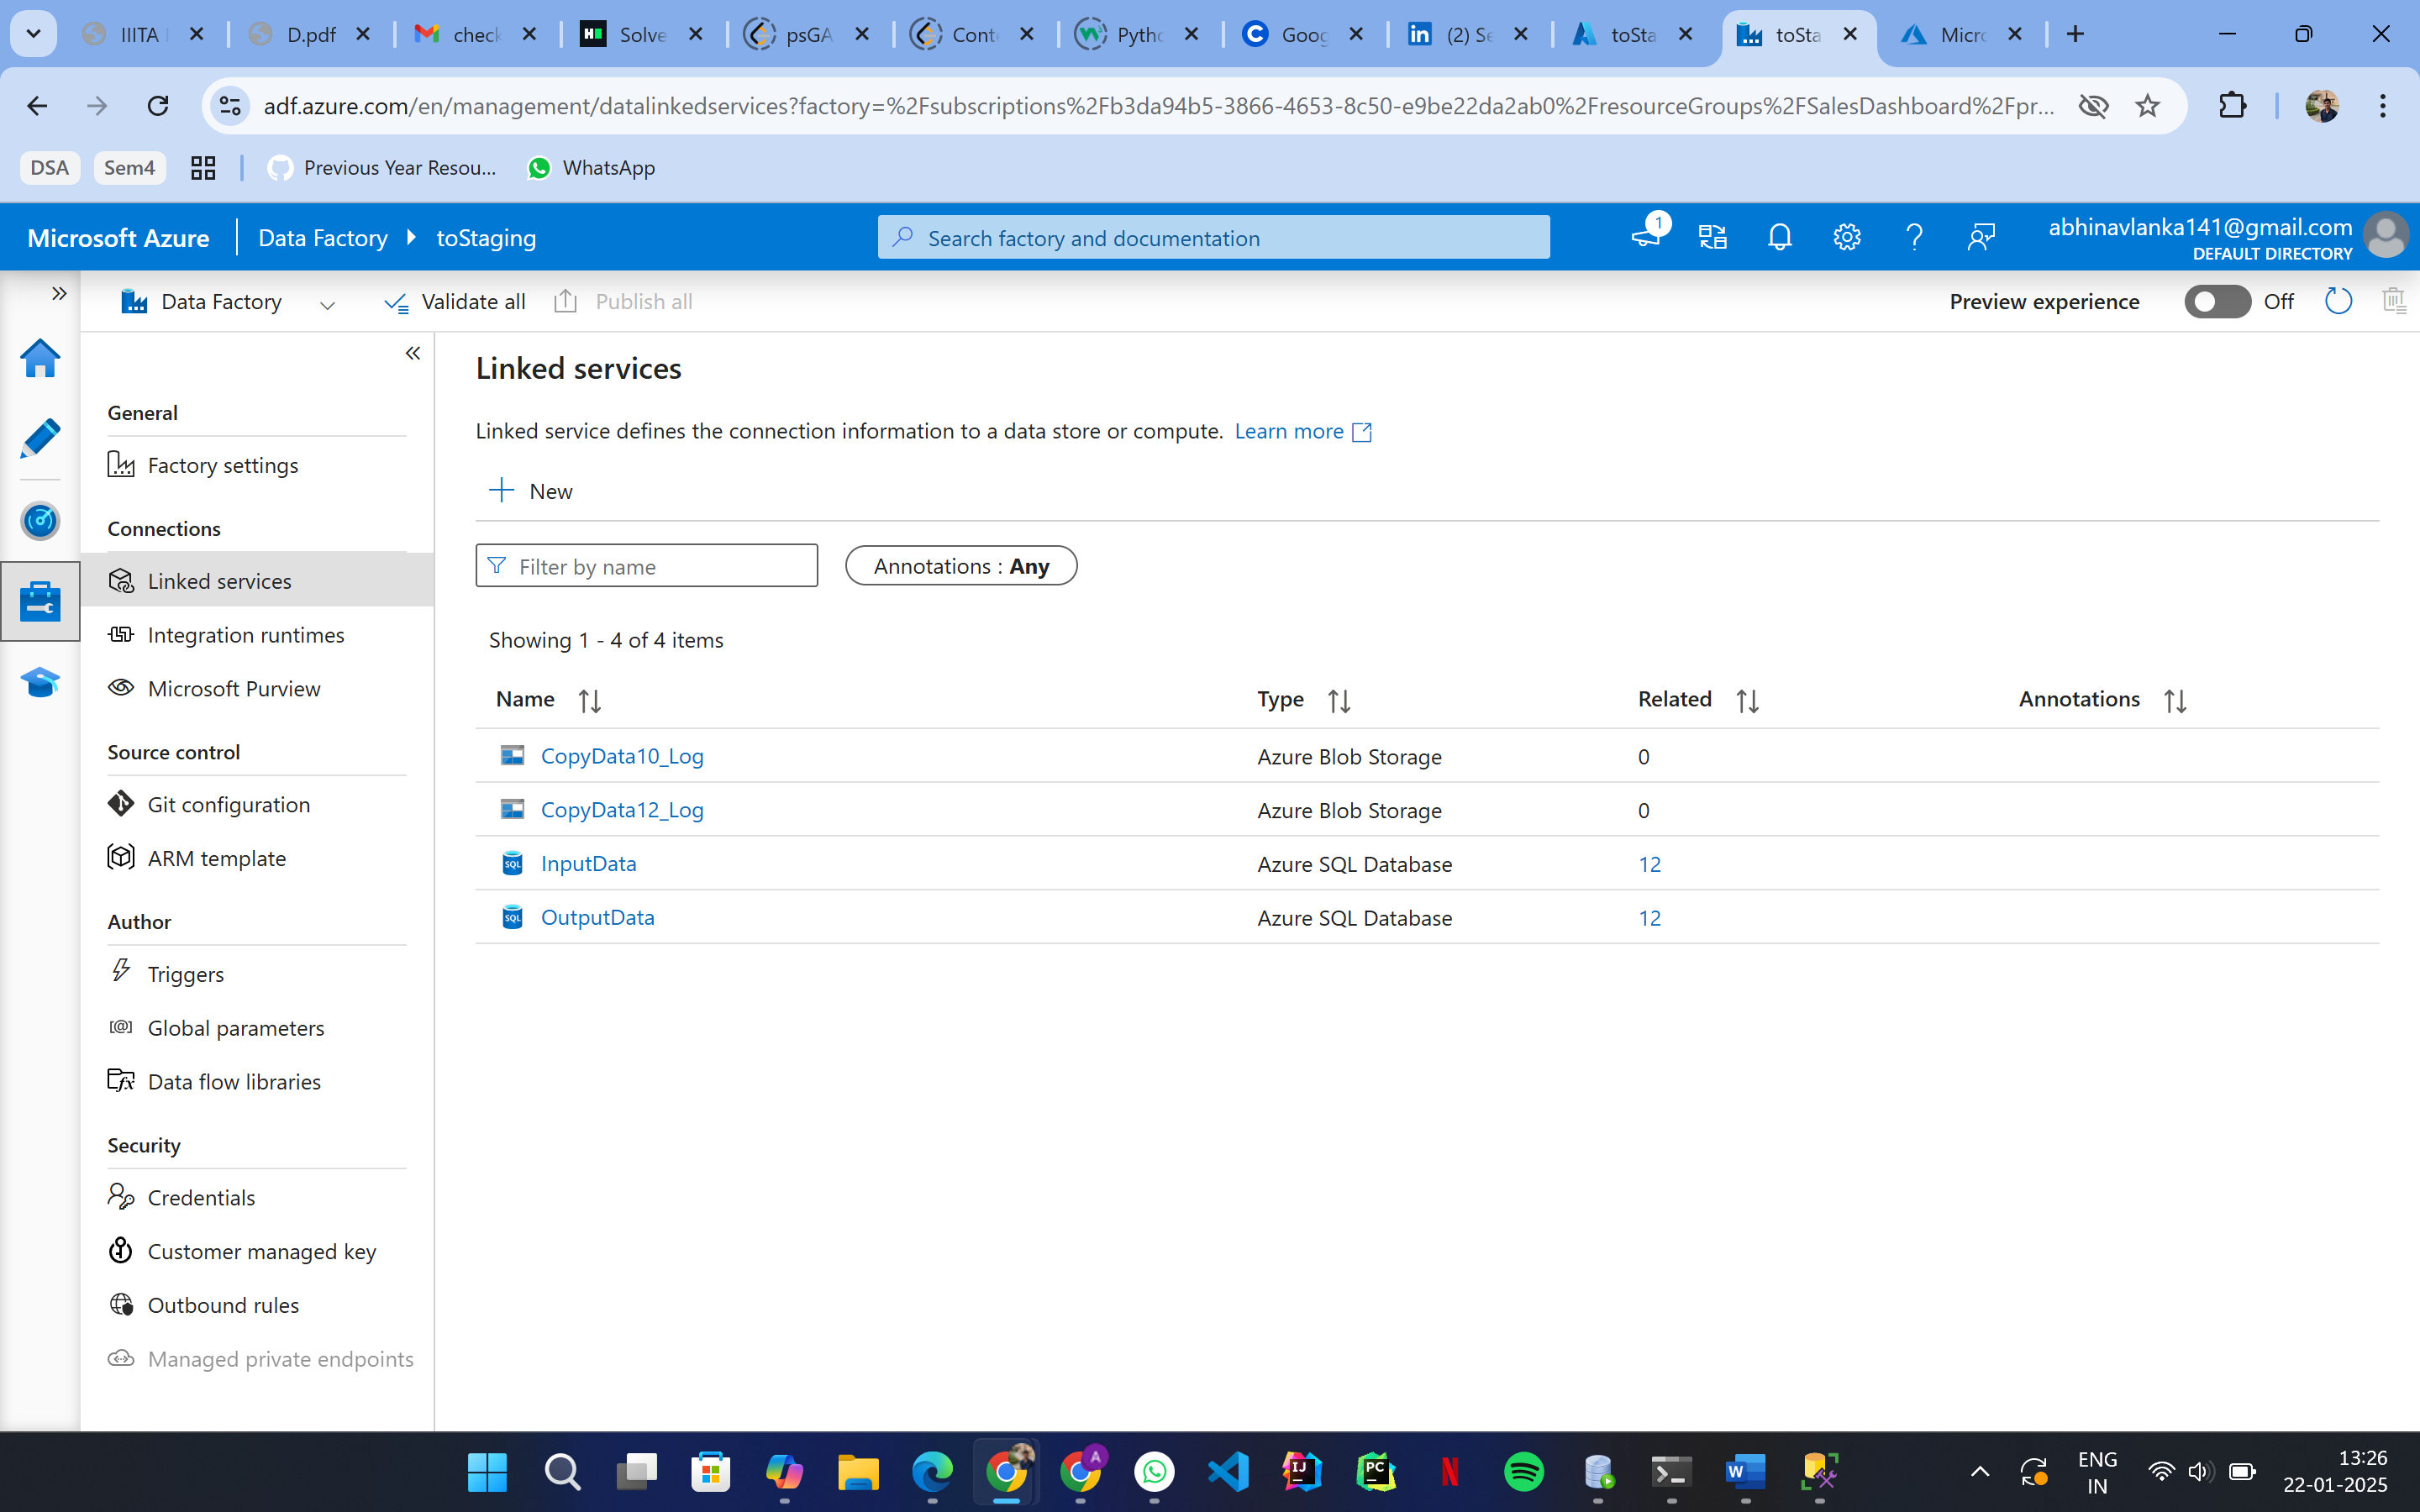 IIITA
D.pdf
check
Solve
psGA
Conte
Pythc
Goog
(2) Se
toSta
toSta
Micro
adf.azure.com/en/management/datalinkedservices?factory=%2Fsubscriptions%2Fb3da94b5-3866-4653-8c50-e9be22da2ab0%2FresourceGroups%2FSalesDashboard%2Fpr...
DSA
Sem4
Previous Year Resou...
WhatsApp
Microsoft Azure
Data Factory
toStaging
Search factory and documentation
1
abhinavlanka141@gmail.com
DEFAULT DIRECTORY
Data Factory
Validate all
Publish all
Preview experience
Off
General
Factory settings
Connections
Linked services
Integration runtimes
Microsoft Purview
Source control
Git configuration
ARM template
Author
Triggers
Global parameters
Data flow libraries
Security
Credentials
Customer managed key
Outbound rules
Managed private endpoints
Linked services
Linked service defines the connection information to a data store or compute. Learn more
New
Filter by name
Annotations : Any
Showing 1 - 4 of 4 items
Name Type Related Annotations
CopyData10_Log Azure Blob Storage 0
CopyData12_Log Azure Blob Storage 0
InputData Azure SQL Database 12
OutputData Azure SQL Database 12
ENG
IN
13:26
22-01-2025